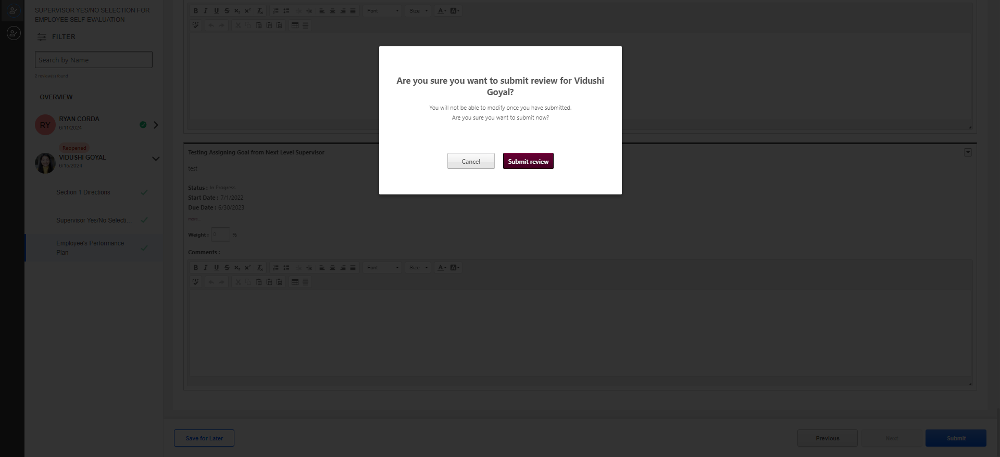 SUPERVISOR YES/NO SELECTION FOR
EMPLOYEE SELF-EVALUATION
FILTER
Search by Name
2 review(s) found
OVERVIEW
RY
RYAN CORDA
6/11/2024
Reopened
VIDUSHI GOYAL
6/15/2024
Section 1 Directions
Supervisor Yes/No Selecti...
Employee's Performance
Plan
Font
Size
Are you sure you want to submit review for Vidushi
Goyal?
You will not be able to modify once you have submitted.
Are you sure you want to submit now?
Cancel
Submit review
Testing Assigning Goal from Next Level Supervisor
test
Status : In Progress
Start Date : 7/1/2022
Due Date : 6/30/2023
more...
Weight : 0 %
Comments :
Font
Size
Save for Later
Previous
Next
Submit